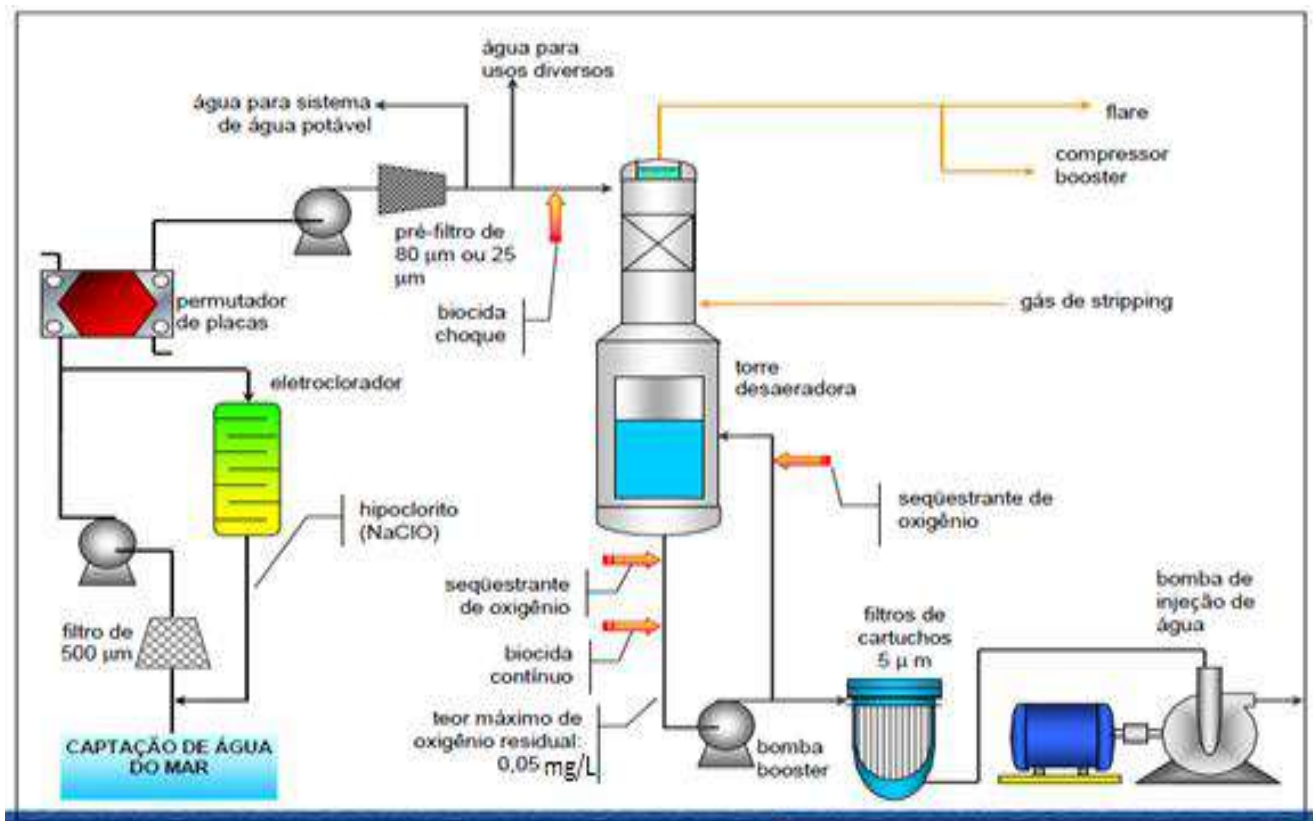 água para
usos diversos
água para sistema
de água potável
flare
compressor
booster
pré-filtro de
80 µm ou 25
µm
permutador
de placas
biocida
choque
gás de stripping
eletroclorador
torre
desaeradora
hipoclorito
(NaClO)
seqüestrante de
oxigênio
seqüestrante
de oxigênio
bomba de
injeção de
água
filtro de
500 µm
filtros de
cartuchos
5 µ m
biocida
contínuo
teor máximo de
oxigênio residual:
0,05 mg/L
bomba
booster
CAPTAÇÃO DE ÁGUA
DO MAR